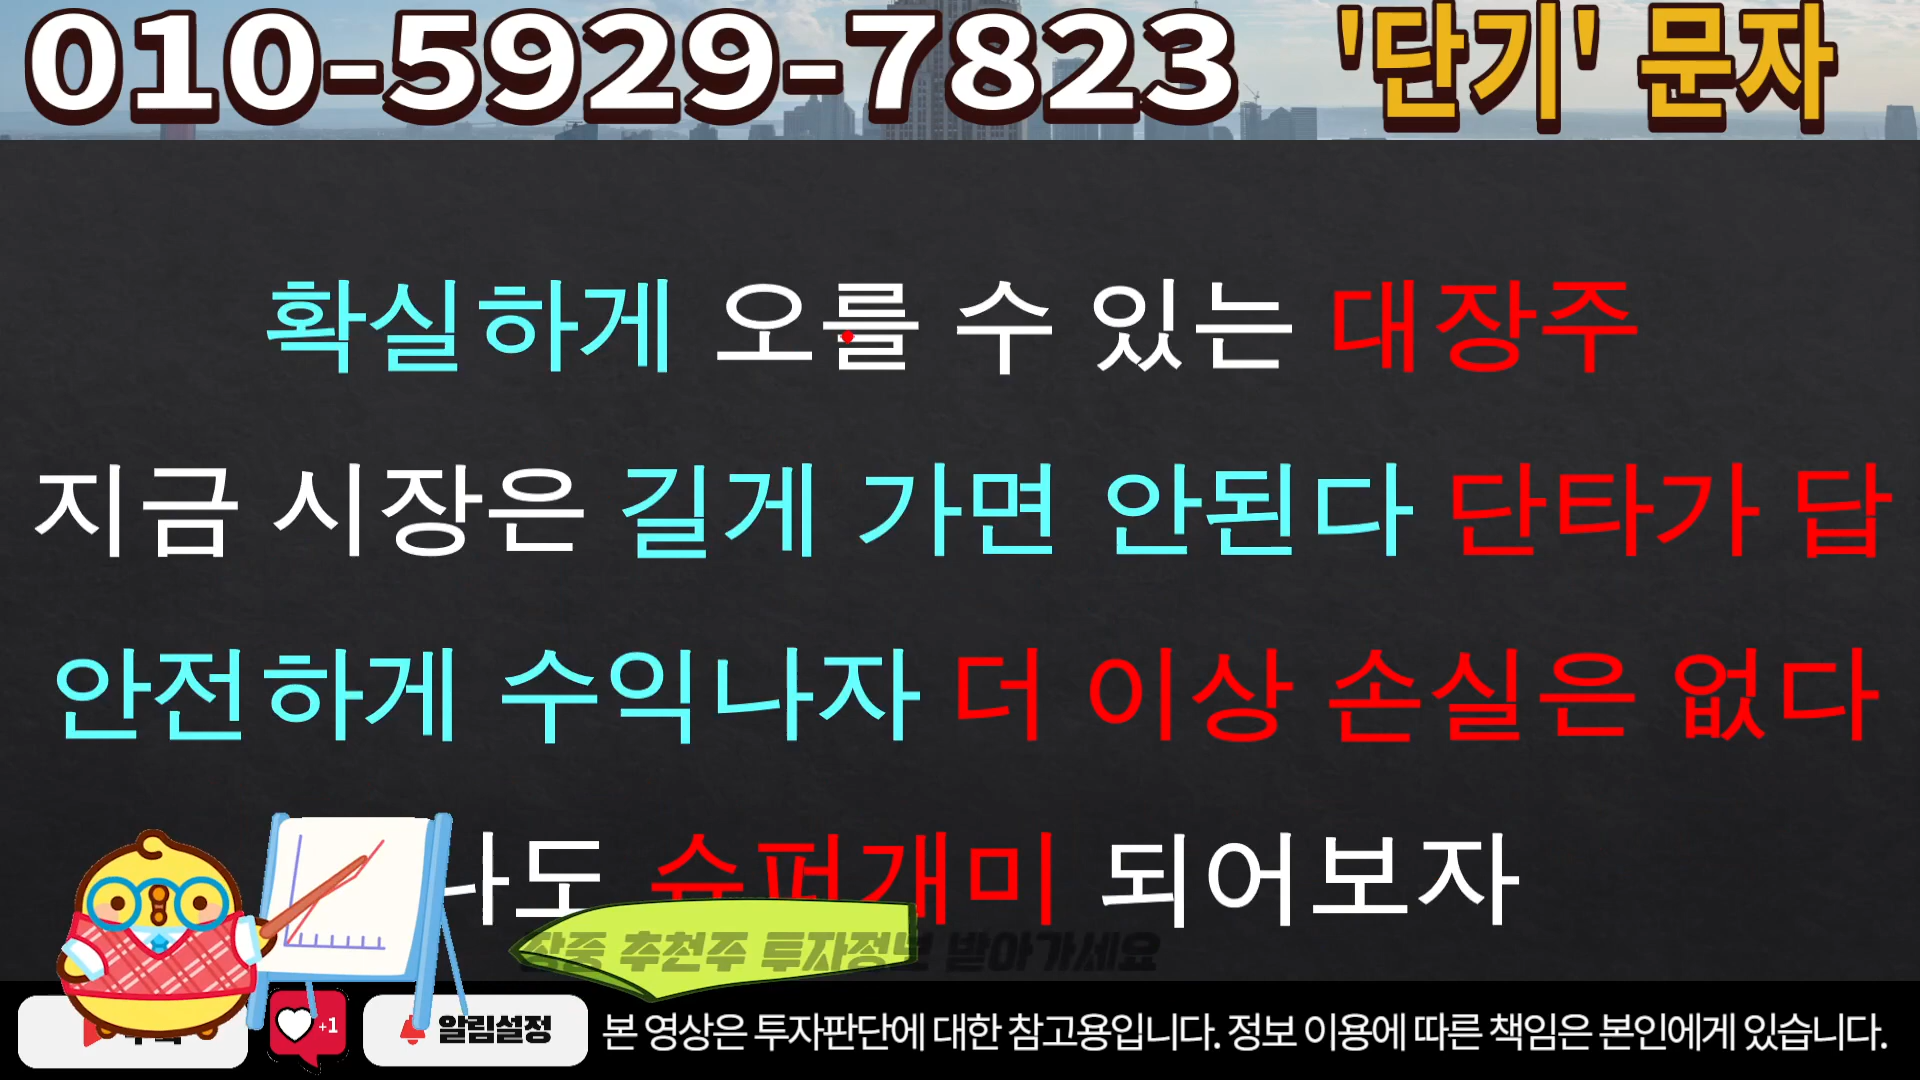 010-5929-7823 '단기' 문자
확실하게 오를 수 있는 대장주
지금 시장은 길게 가면 안된다 단타가 답
안전하게 수익나자 더 이상 손실은 없다
나도 슈퍼개미 되어보자
장중 추천주 투자정보 받아가세요
+1
알림설정
본 영상은 투자판단에 대한 참고용입니다. 정보 이용에 따른 책임은 본인에게 있습니다.